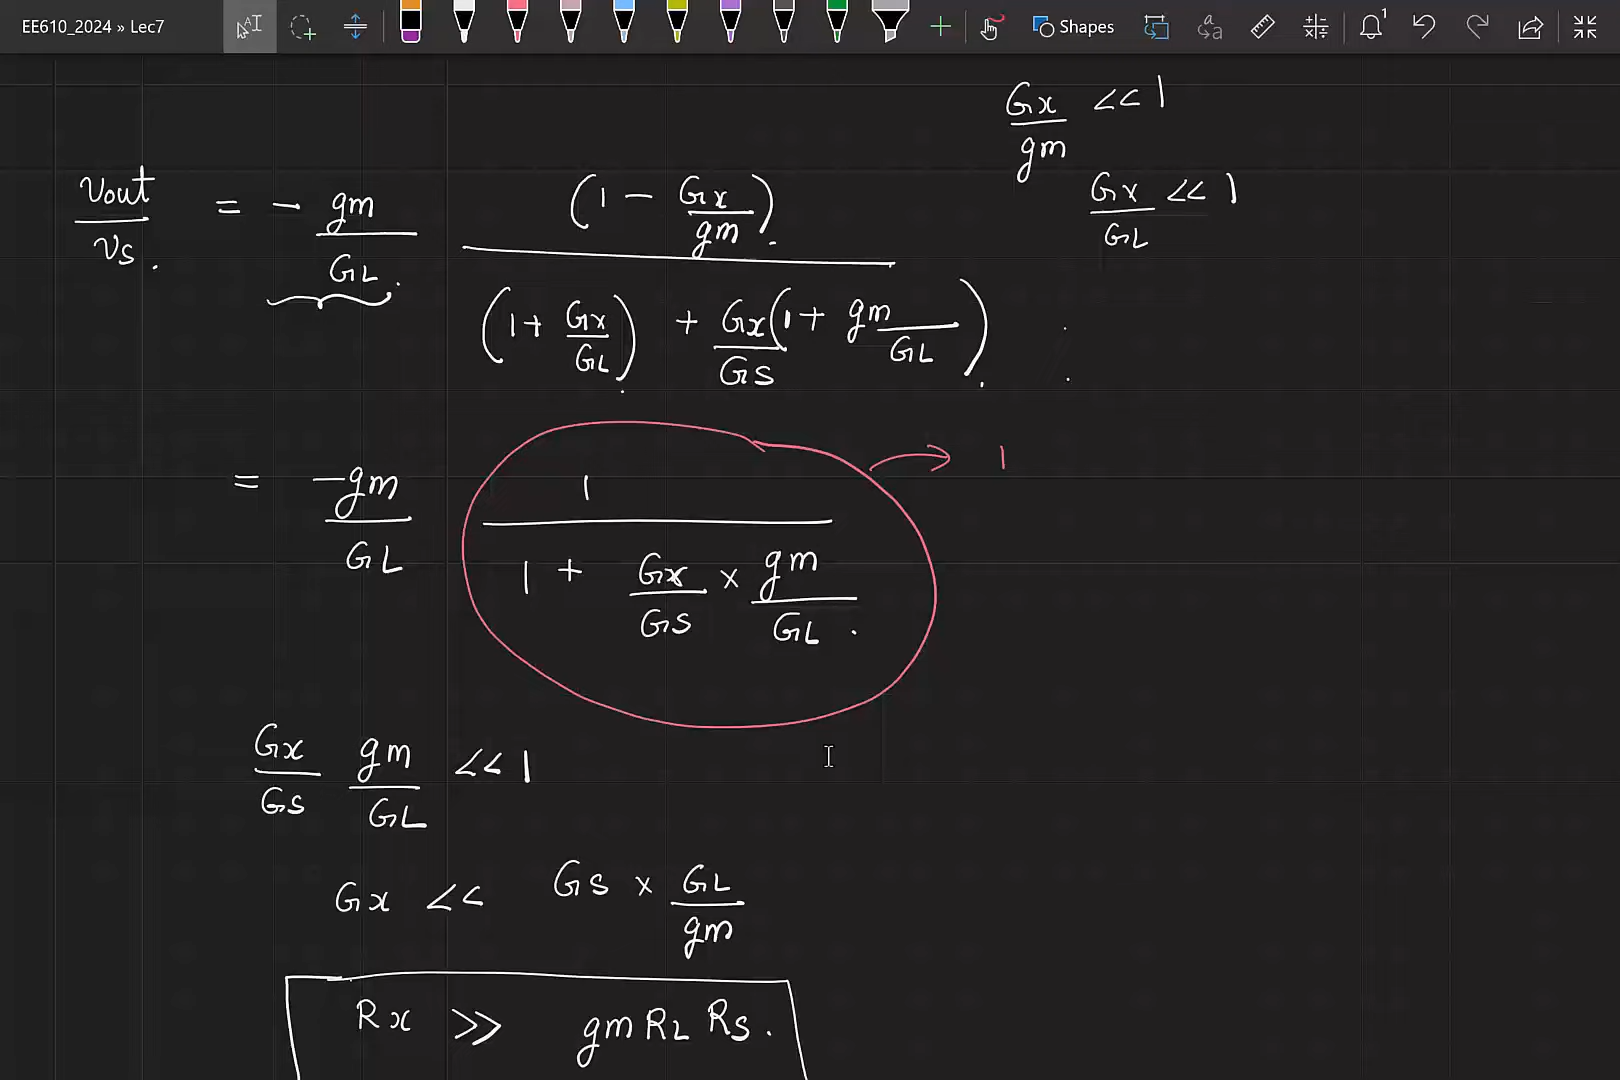 EE610_2024 » Lec7
Shapes
1
Gx/gm << 1
Gx/GL << 1
vout/vs. = - gm/GL. (1 - Gx/gm). / (1 + Gx/GL). + Gx/GS (1 + gm/GL).
= -gm/GL 1 / 1 + Gx/GS × gm/GL. → 1
Gx/GS gm/GL << 1
Gx << GS × GL/gm
Rx >> gm RL RS.